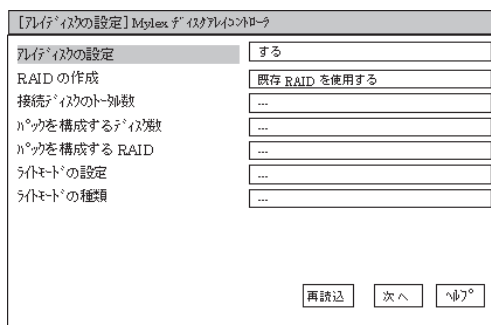 [ｱﾚｲﾃﾞｨｽｸの設定] Mylex ﾃﾞｨｽｸｱﾚｲｺﾝﾄﾛｰﾗ
ｱﾚｲﾃﾞｨｽｸの設定 する
RAID の作成 既存 RAID を使用する
接続ﾃﾞｨｽｸのﾄｰﾀﾙ数 ...
ﾊﾟｯｸを構成するﾃﾞｨｽｸ数 ...
ﾊﾟｯｸを構成する RAID ...
ﾗｲﾄﾓｰﾄﾞの設定 ...
ﾗｲﾄﾓｰﾄﾞの種類 ...
再読込 次へ ﾍﾙﾌﾟ